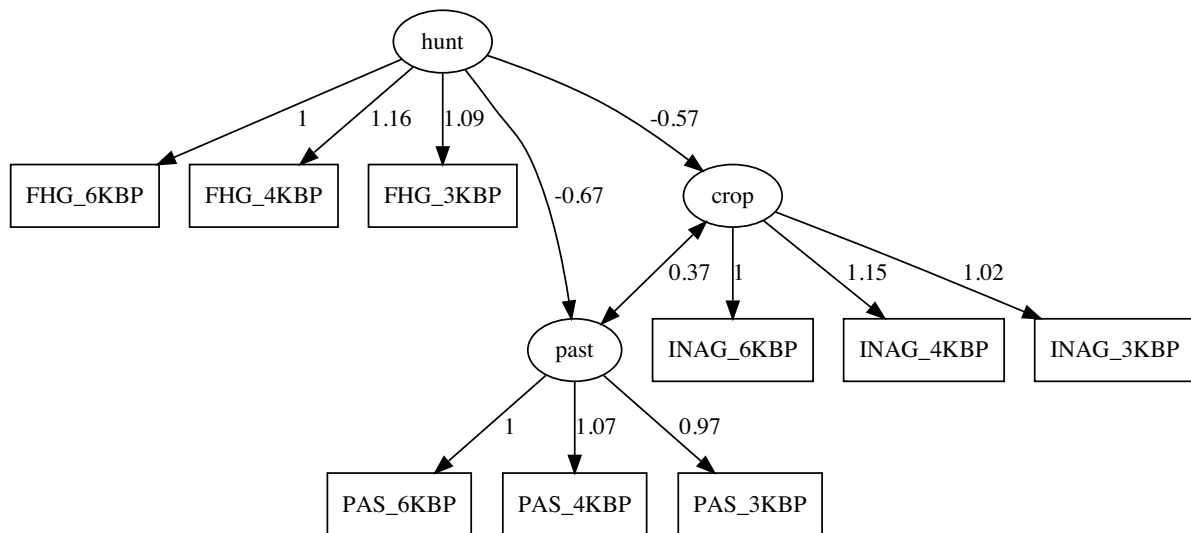 hunt
1
1.16
1.09
-0.57
FHG_6KBP
FHG_4KBP
FHG_3KBP
-0.67
crop
0.37
1
1.15
1.02
past
INAG_6KBP
INAG_4KBP
INAG_3KBP
1
1.07
0.97
PAS_6KBP
PAS_4KBP
PAS_3KBP